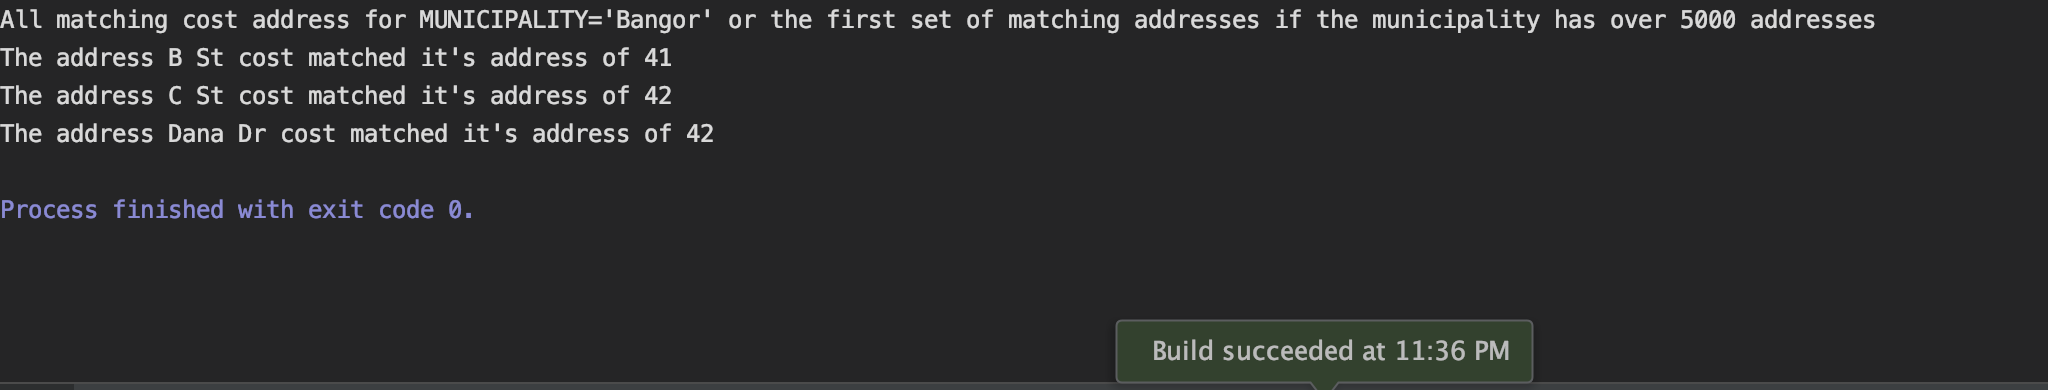 All matching cost address for MUNICIPALITY='Bangor' or the first set of matching addresses if the municipality has over 5000 addresses
The address B St cost matched it's address of 41
The address C St cost matched it's address of 42
The address Dana Dr cost matched it's address of 42
Process finished with exit code 0.
Build succeeded at 11:36 PM